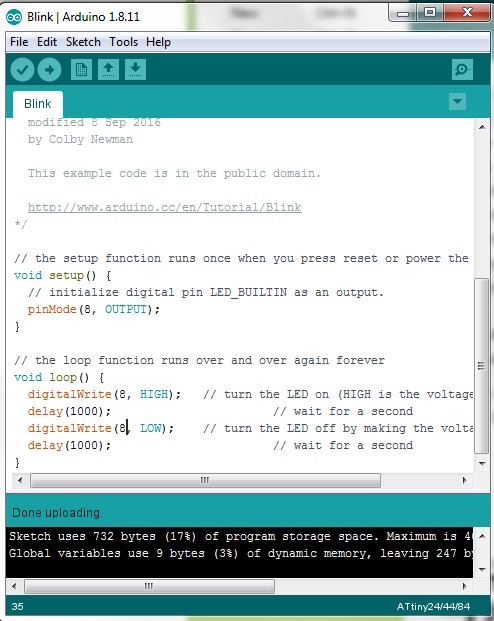 Blink | Arduino 1.8.11
File Edit Sketch Tools Help
Blink
modified 8 Sep 2016
by Colby Newman
This example code is in the public domain.
http://www.arduino.cc/en/Tutorial/Blink
*/
// the setup function runs once when you press reset or power the
void setup() {
// initialize digital pin LED_BUILTIN as an output.
pinMode(8, OUTPUT);
}
// the loop function runs over and over again forever
void loop() {
digitalWrite(8, HIGH);   // turn the LED on (HIGH is the voltage
delay(1000);                       // wait for a second
digitalWrite(8, LOW);    // turn the LED off by making the volta
delay(1000);                       // wait for a second
}
Done uploading.
Sketch uses 732 bytes (17%) of program storage space. Maximum is 40
Global variables use 9 bytes (3%) of dynamic memory, leaving 247 by
35
ATtiny24/44/84